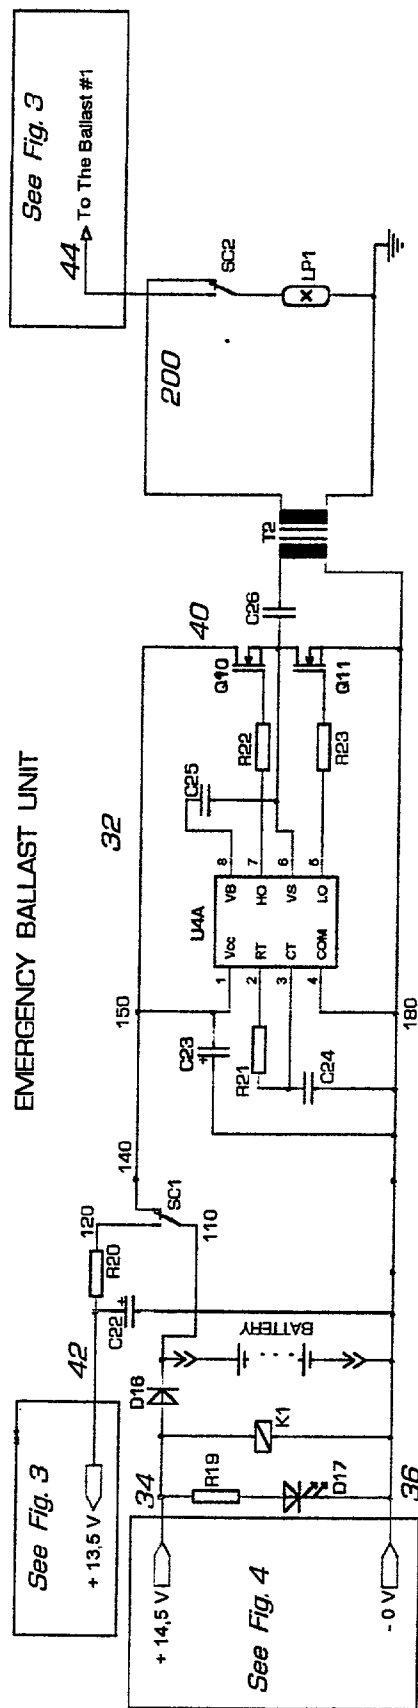 EMERGENCY BALLAST UNIT
See Fig. 3
+ 13,5 V
42
See Fig. 4
+ 14,5 V
- 0 V
34
36
R19
D17
K1
D16
BATTERY
C22
R20
120
SC1
110
140
150
32
C23
R21
C24
U4A
1 Vcc
2 RT
3 CT
4 COM
VB 8
HO 7
VS 6
LO 5
180
C25
R22
R23
Q10
Q11
40
C26
T2
200
See Fig. 3
44
To The Ballast #1
SC2
LP1